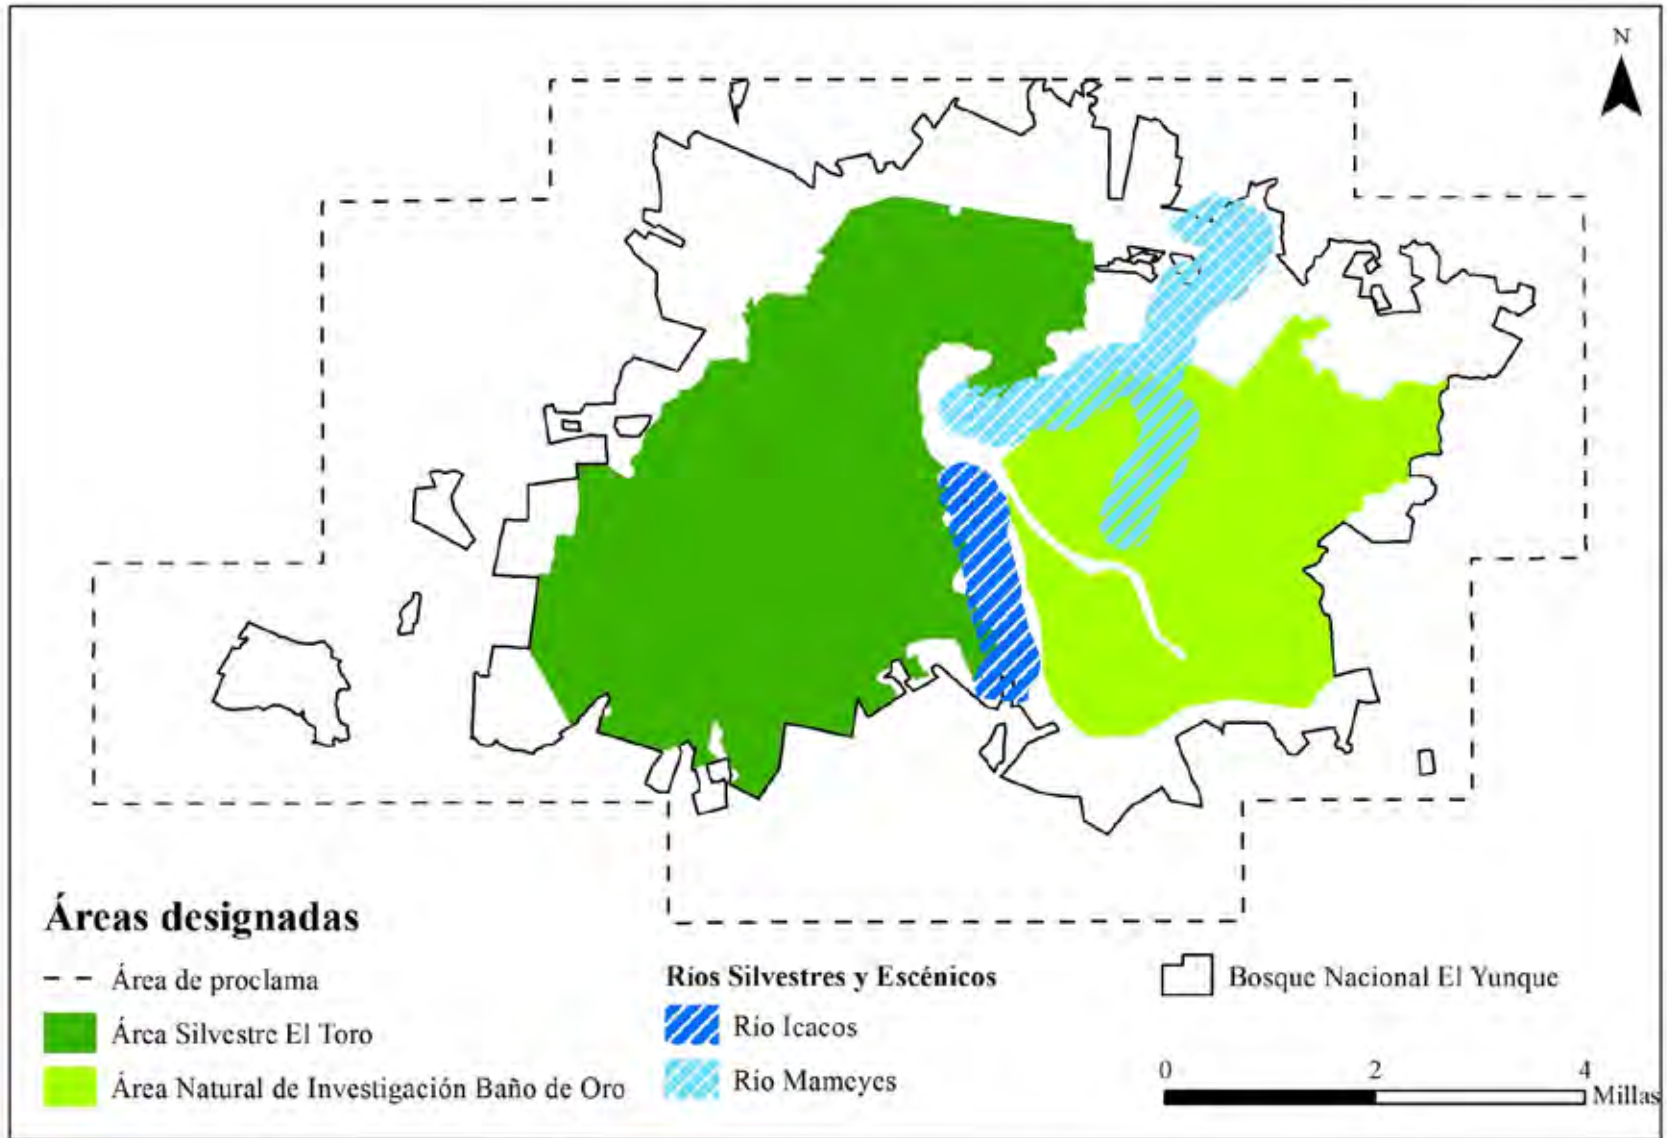 N
Áreas designadas
Área de proclama
Área Silvestre El Toro
Área Natural de Investigación Baño de Oro
Ríos Silvestres y Escénicos
Río Icacos
Río Mameyes
Bosque Nacional El Yunque
0 2 4
Millas